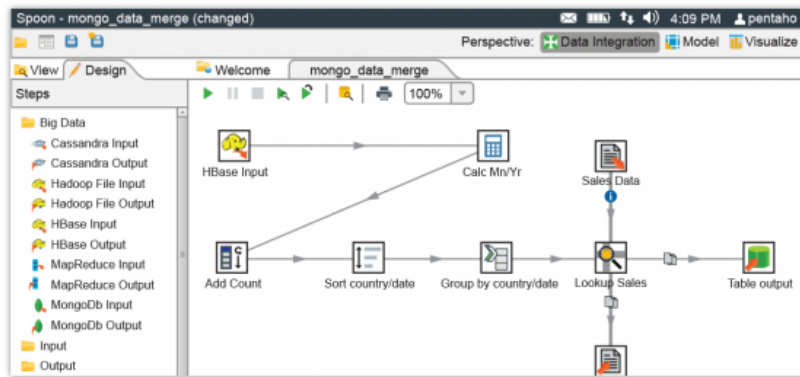 Spoon - mongo_data_merge (changed)
4:09 PM
pentaho
Perspective:
Data Integration
Model
Visualize
View
Design
Welcome
mongo_data_merge
Steps
100%
Big Data
Cassandra Input
Cassandra Output
Hadoop File Input
Hadoop File Output
HBase Input
HBase Output
MapReduce Input
MapReduce Output
MongoDb Input
MongoDb Output
Input
Output
HBase Input
Calc Mn/Yr
Sales Data
Add Count
Sort country/date
Group by country/date
Lookup Sales
Table output